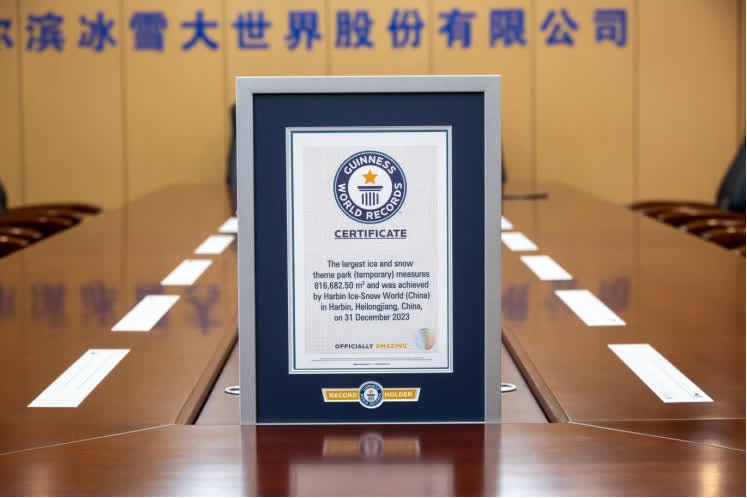 尔滨冰雪大世界股份有限公司
GUINNESS
WORLD RECORDS
CERTIFICATE
The largest ice and snow
theme park (temporary) measures
816,682.50 m² and was achieved
by Harbin Ice-Snow World (China)
in Harbin, Heilongjiang, China,
on 31 December 2023
OFFICIALLY AMAZING
RECORD HOLDER